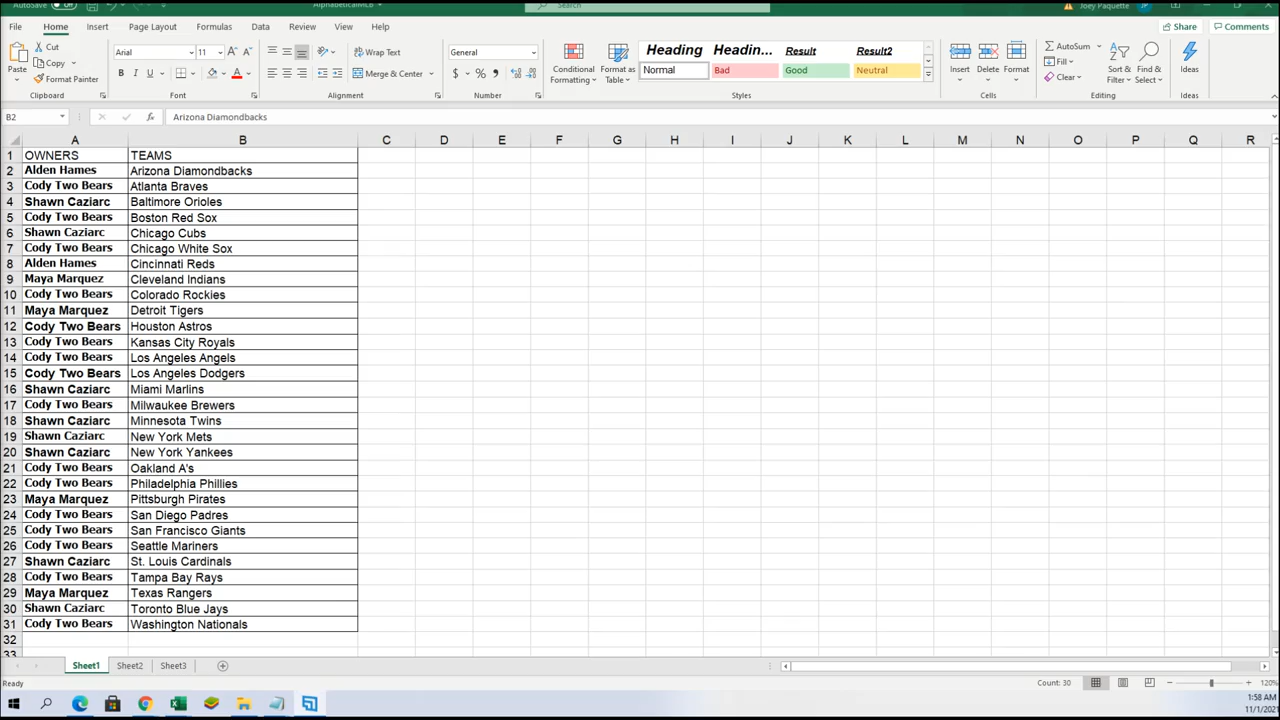 AutoSave Off AlphabeticalMLB Search Joey Paquette JP
File Home Insert Page Layout Formulas Data Review View Help Share Comments
Paste Cut Copy Format Painter Clipboard
Arial 11 A A B I U A Font
ab Wrap Text Merge & Center Alignment
General $ % Number
Conditional Formatting Format as Table
Heading Headin... Result Result2
Normal Bad Good Neutral
Styles
Insert Delete Format Cells
AutoSum Fill Clear Sort & Filter Find & Select Editing
Ideas Ideas
B2 fx Arizona Diamondbacks
A B C D E F G H I J K L M N O P Q R
1 OWNERS TEAMS
2 Alden Hames Arizona Diamondbacks
3 Cody Two Bears Atlanta Braves
4 Shawn Caziarc Baltimore Orioles
5 Cody Two Bears Boston Red Sox
6 Shawn Caziarc Chicago Cubs
7 Cody Two Bears Chicago White Sox
8 Alden Hames Cincinnati Reds
9 Maya Marquez Cleveland Indians
10 Cody Two Bears Colorado Rockies
11 Maya Marquez Detroit Tigers
12 Cody Two Bears Houston Astros
13 Cody Two Bears Kansas City Royals
14 Cody Two Bears Los Angeles Angels
15 Cody Two Bears Los Angeles Dodgers
16 Shawn Caziarc Miami Marlins
17 Cody Two Bears Milwaukee Brewers
18 Shawn Caziarc Minnesota Twins
19 Shawn Caziarc New York Mets
20 Shawn Caziarc New York Yankees
21 Cody Two Bears Oakland A's
22 Cody Two Bears Philadelphia Phillies
23 Maya Marquez Pittsburgh Pirates
24 Cody Two Bears San Diego Padres
25 Cody Two Bears San Francisco Giants
26 Cody Two Bears Seattle Mariners
27 Shawn Caziarc St. Louis Cardinals
28 Cody Two Bears Tampa Bay Rays
29 Maya Marquez Texas Rangers
30 Shawn Caziarc Toronto Blue Jays
31 Cody Two Bears Washington Nationals
32
33
Sheet1 Sheet2 Sheet3
Ready Count: 30 120%
1:58 AM